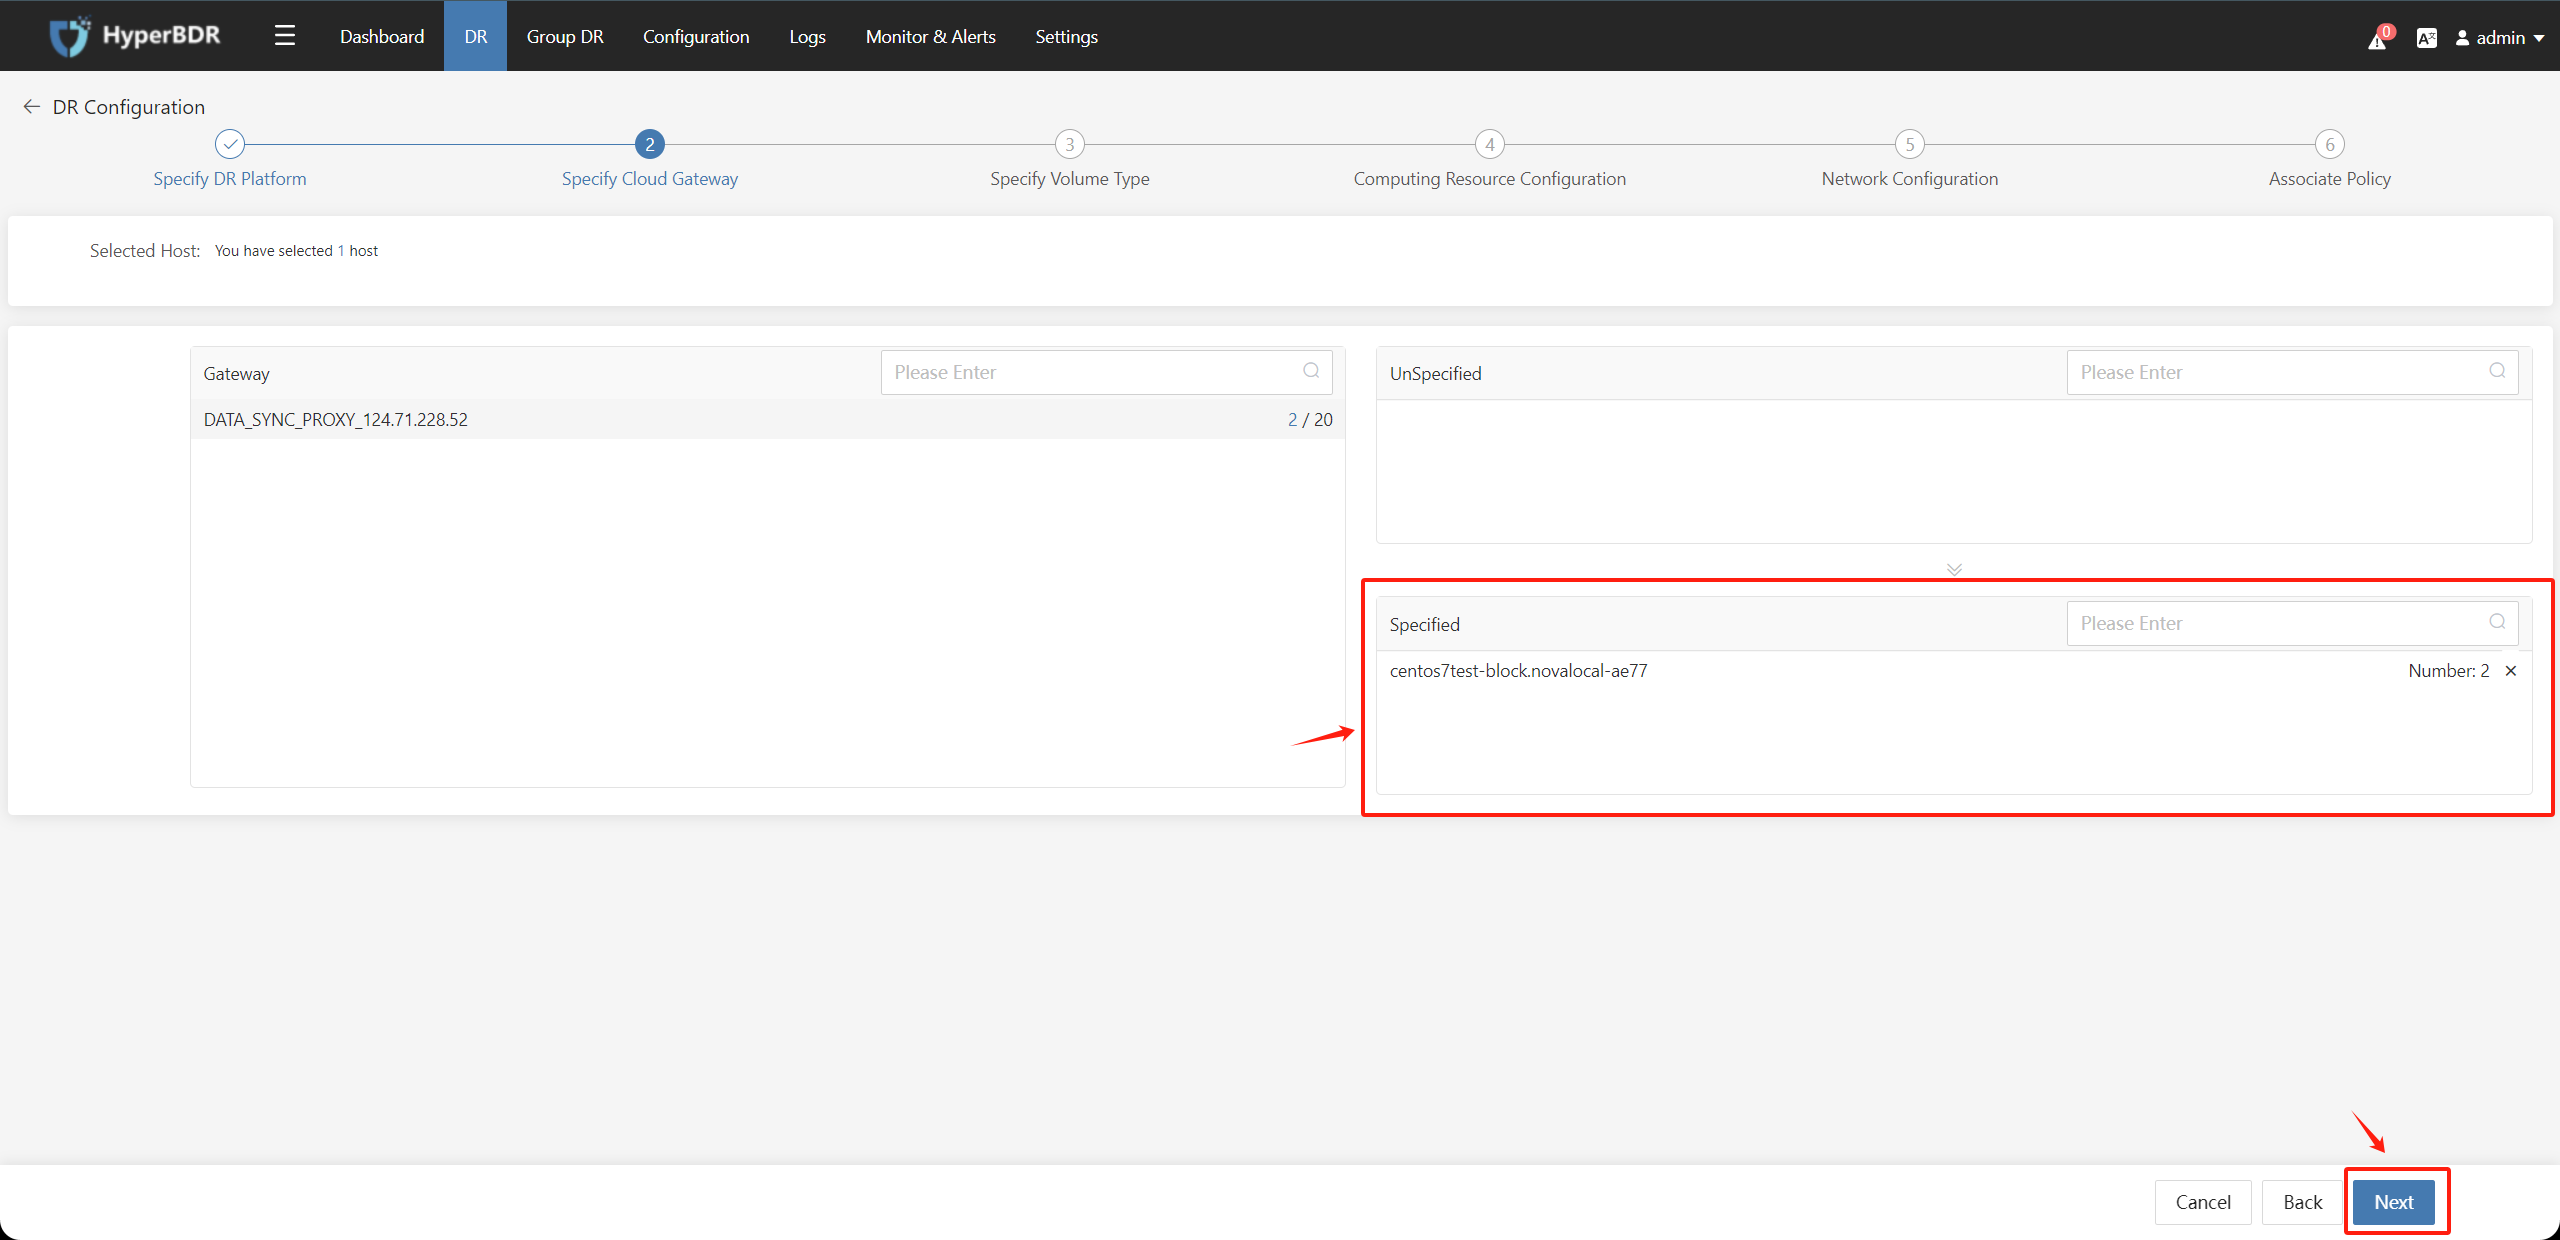 HyperBDR
Dashboard
DR
Group DR
Configuration
Logs
Monitor & Alerts
Settings
0
admin
DR Configuration
2
3
4
5
6
Specify DR Platform
Specify Cloud Gateway
Specify Volume Type
Computing Resource Configuration
Network Configuration
Associate Policy
Selected Host: You have selected 1 host
Gateway
Please Enter
DATA_SYNC_PROXY_124.71.228.52
2 / 20
UnSpecified
Please Enter
Specified
Please Enter
centos7test-block.novalocal-ae77
Number: 2
Cancel
Back
Next